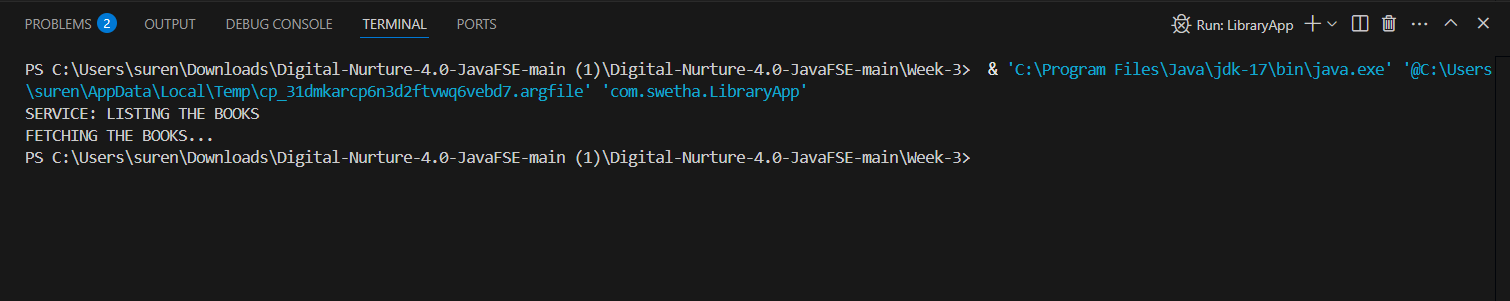 PROBLEMS 2 OUTPUT DEBUG CONSOLE TERMINAL PORTS Run: LibraryApp
PS C:\Users\suren\Downloads\Digital-Nurture-4.0-JavaFSE-main (1)\Digital-Nurture-4.0-JavaFSE-main\Week-3>  & 'C:\Program Files\Java\jdk-17\bin\java.exe' '@C:\Users
\suren\AppData\Local\Temp\cp_31dmkarcp6n3d2ftvwq6vebd7.argfile' 'com.swetha.LibraryApp'
SERVICE: LISTING THE BOOKS
FETCHING THE BOOKS...
PS C:\Users\suren\Downloads\Digital-Nurture-4.0-JavaFSE-main (1)\Digital-Nurture-4.0-JavaFSE-main\Week-3>